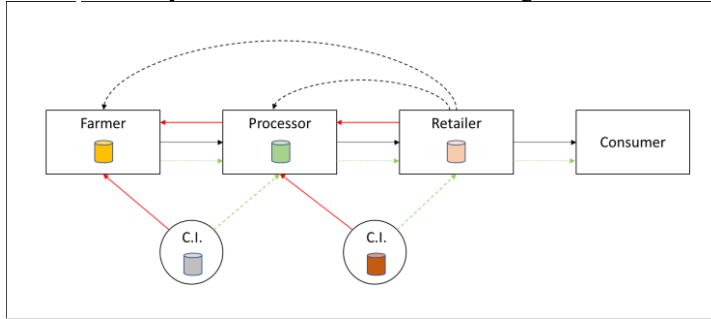 Farmer
Processor
Retailer
Consumer
C.I.
C.I.